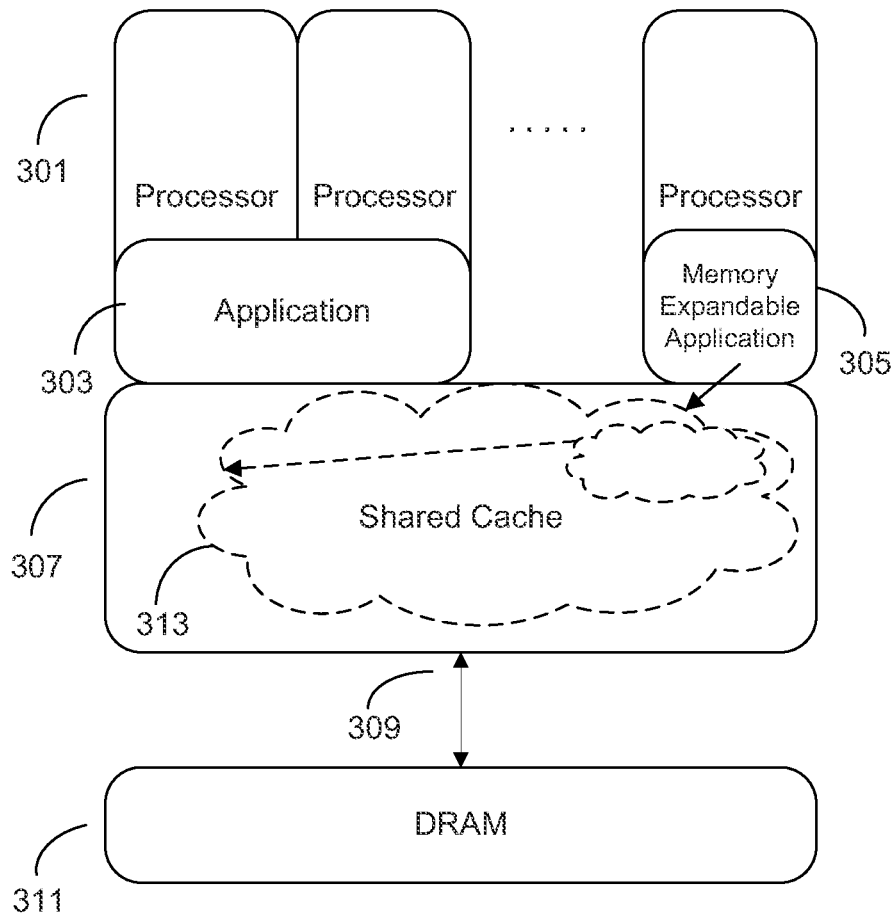 .....
301
Processor
Processor
Processor
Application
Memory
Expandable
Application
303
305
Shared Cache
307
313
309
DRAM
311